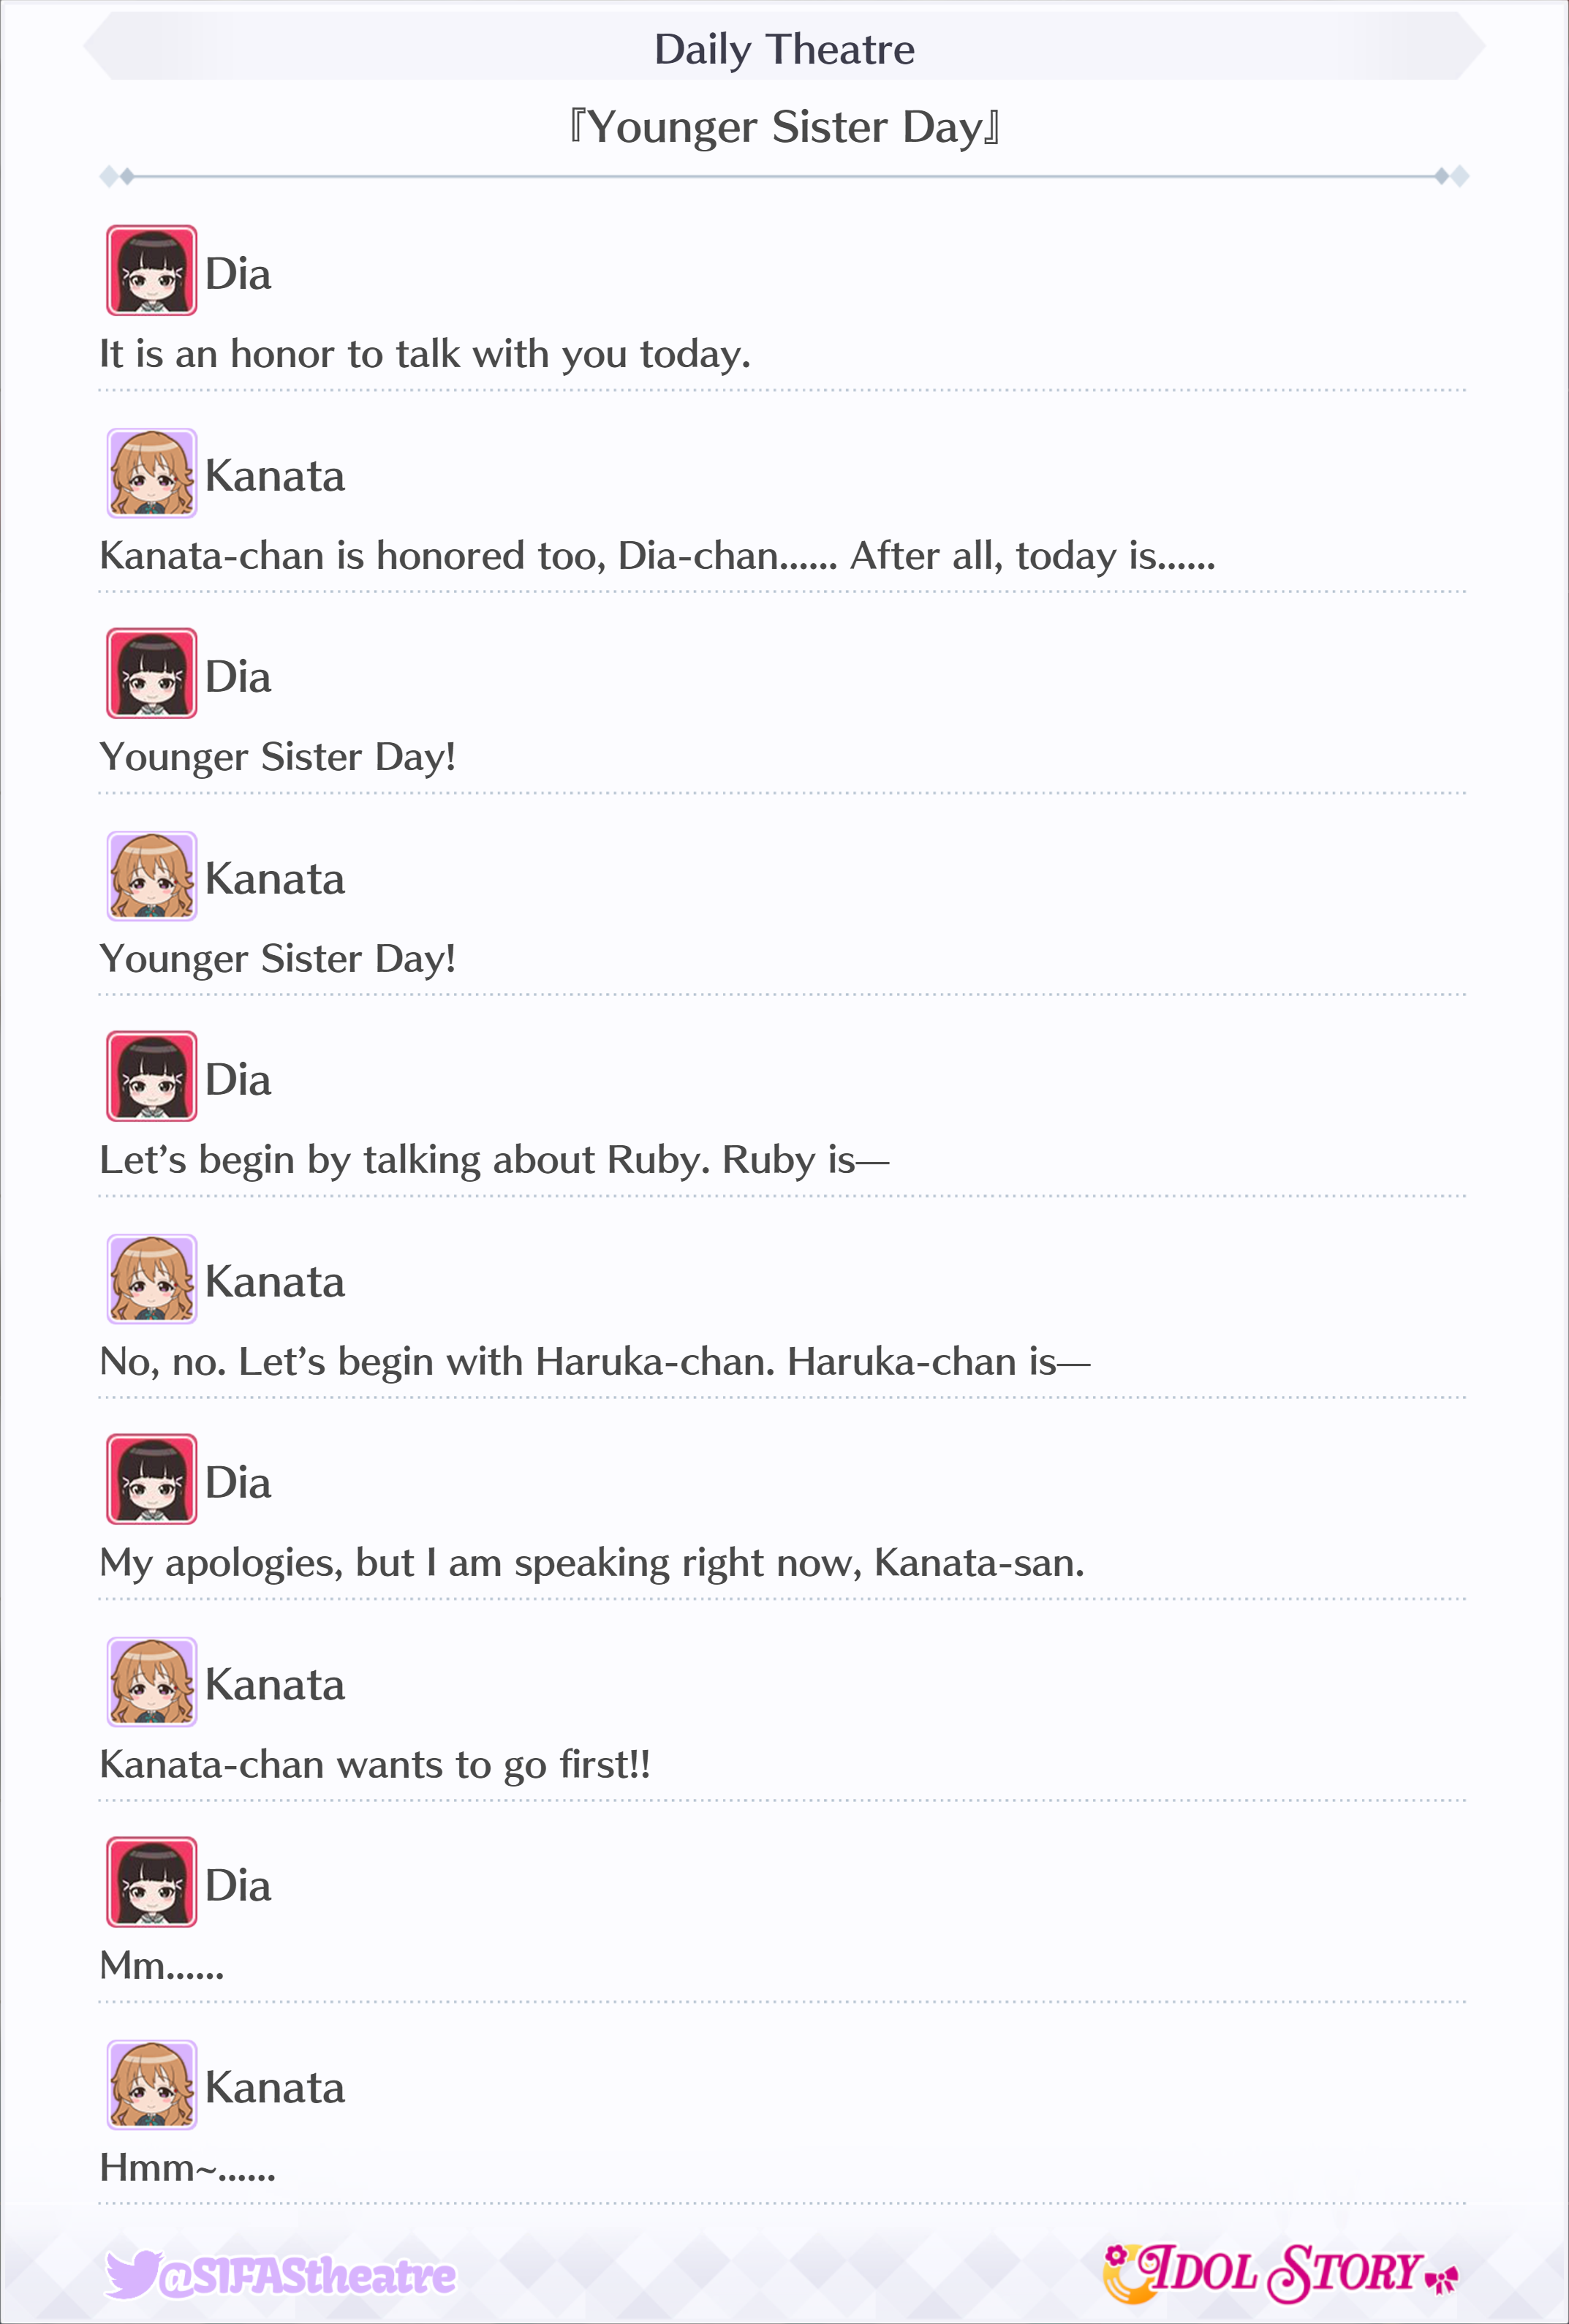 Daily Theatre
『Younger Sister Day』
Dia
It is an honor to talk with you today.
Kanata
Kanata-chan is honored too, Dia-chan...... After all, today is......
Dia
Younger Sister Day!
Kanata
Younger Sister Day!
Dia
Let’s begin by talking about Ruby. Ruby is—
Kanata
No, no. Let’s begin with Haruka-chan. Haruka-chan is—
Dia
My apologies, but I am speaking right now, Kanata-san.
Kanata
Kanata-chan wants to go first!!
Dia
Mm......
Kanata
Hmm~......
@SIFAStheatre
IDOL STORY